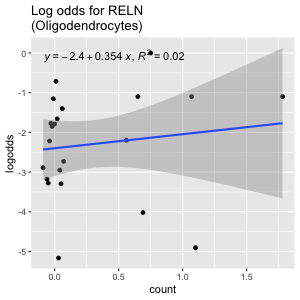 Log odds for RELN
(Oligodendrocytes)
y = −2.4 + 0.354 x, R² = 0.02
0
-1
-2
-3
-4
-5
logodds
0.0 0.5 1.0 1.5
count